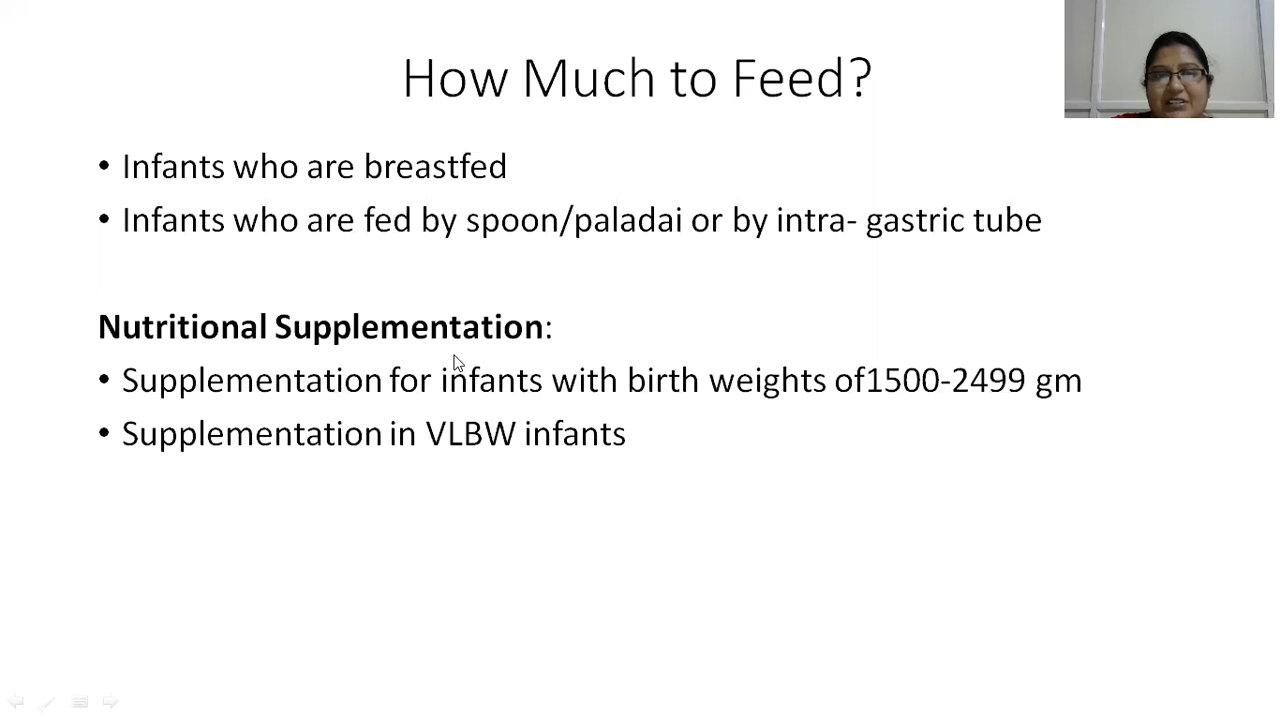 How Much to Feed?
• Infants who are breastfed
• Infants who are fed by spoon/paladai or by intra- gastric tube
Nutritional Supplementation:
• Supplementation for infants with birth weights of1500-2499 gm
• Supplementation in VLBW infants